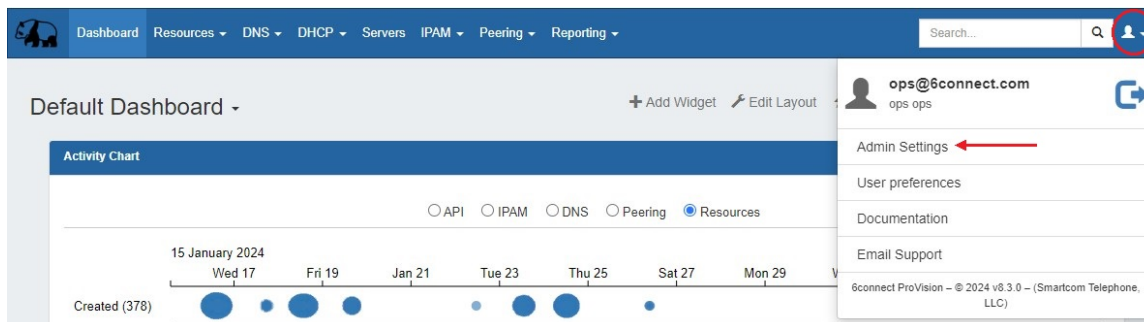 Dashboard Resources DNS DHCP Servers IPAM Peering Reporting Search...
ops@6connect.com
ops ops
Default Dashboard
Add Widget Edit Layout
Admin Settings
Activity Chart
User preferences
API IPAM DNS Peering Resources
Documentation
Email Support
15 January 2024
Wed 17 Fri 19 Jan 21 Tue 23 Thu 25 Sat 27 Mon 29
6connect ProVision – © 2024 v8.3.0 – (Smartcom Telephone,
LLC)
Created (378)